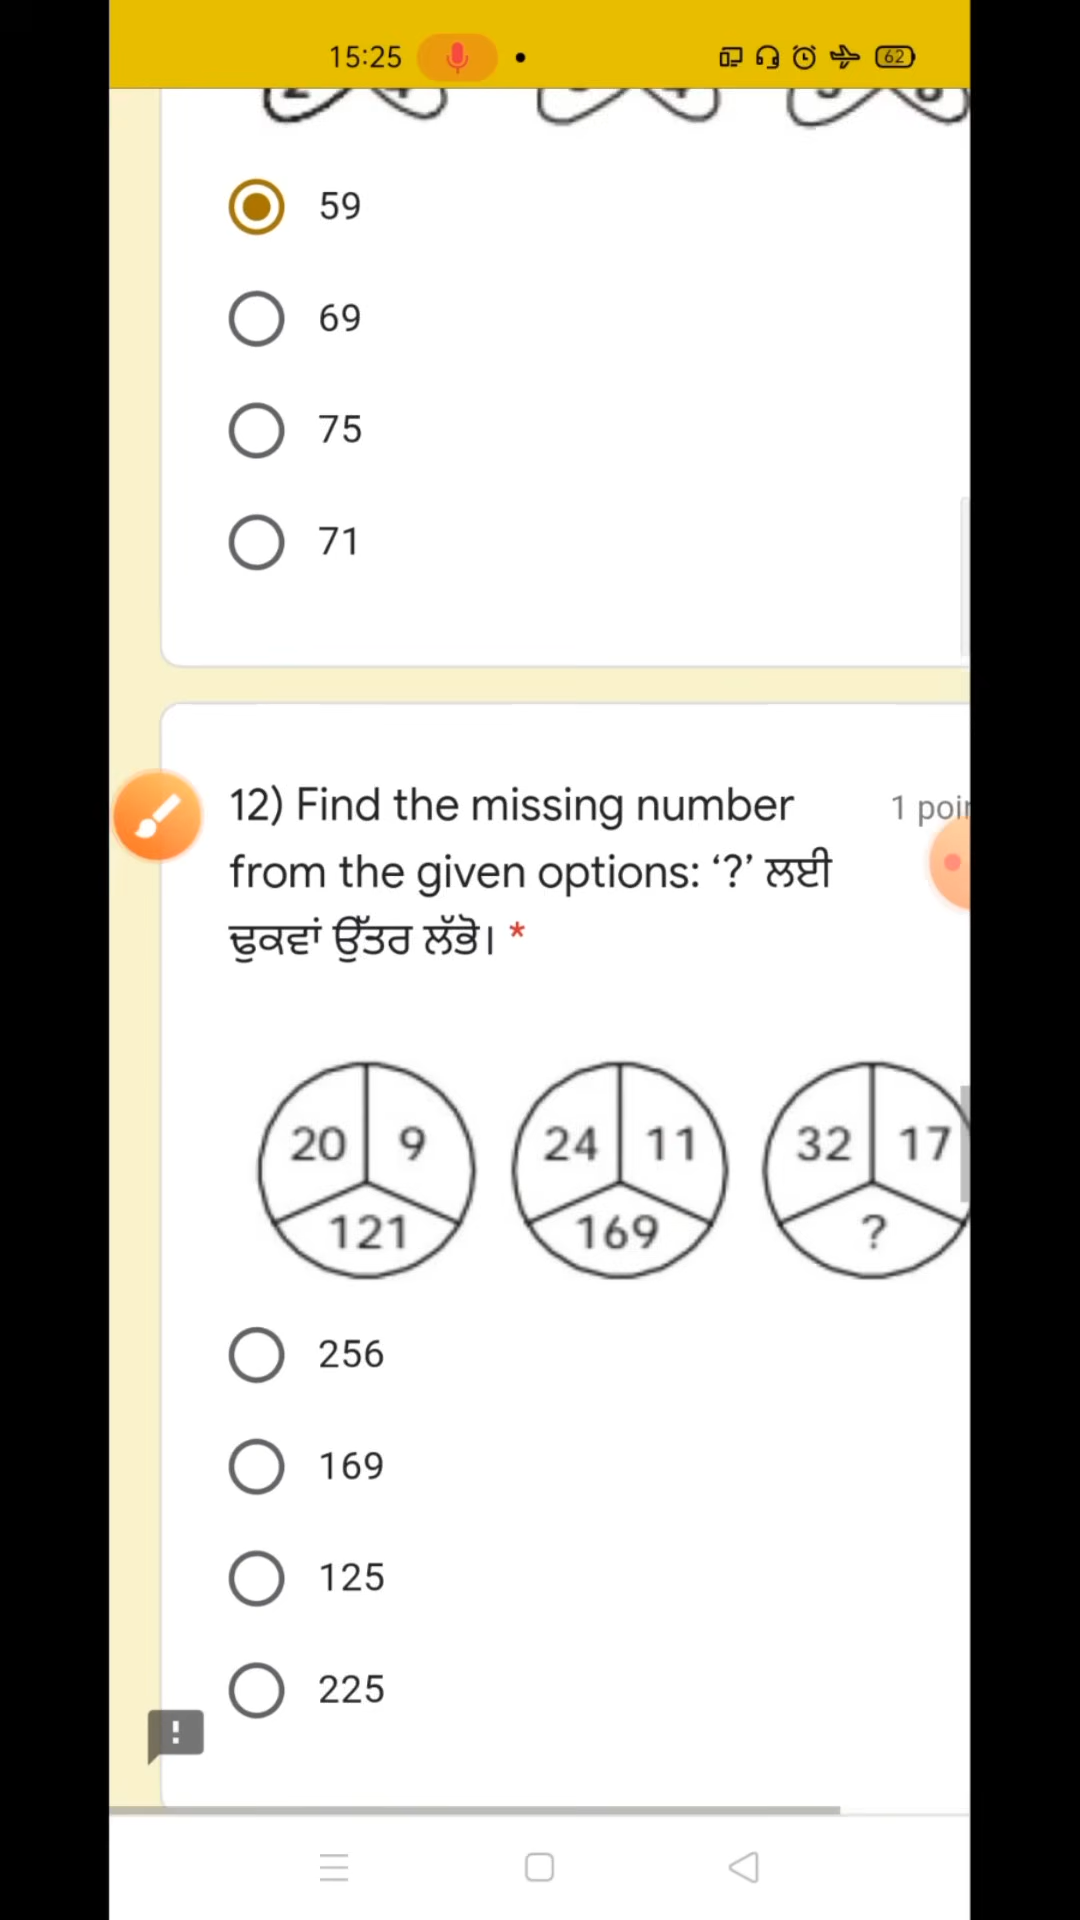 15:25
62
59
69
75
71
12) Find the missing number
1 poin
from the given options: ‘?’ ਲਈ
ਢੁਕਵਾਂ ਉੱਤਰ ਲੱਭੋ। *
20 9 24 11 32 17
121 169 ?
256
169
125
225